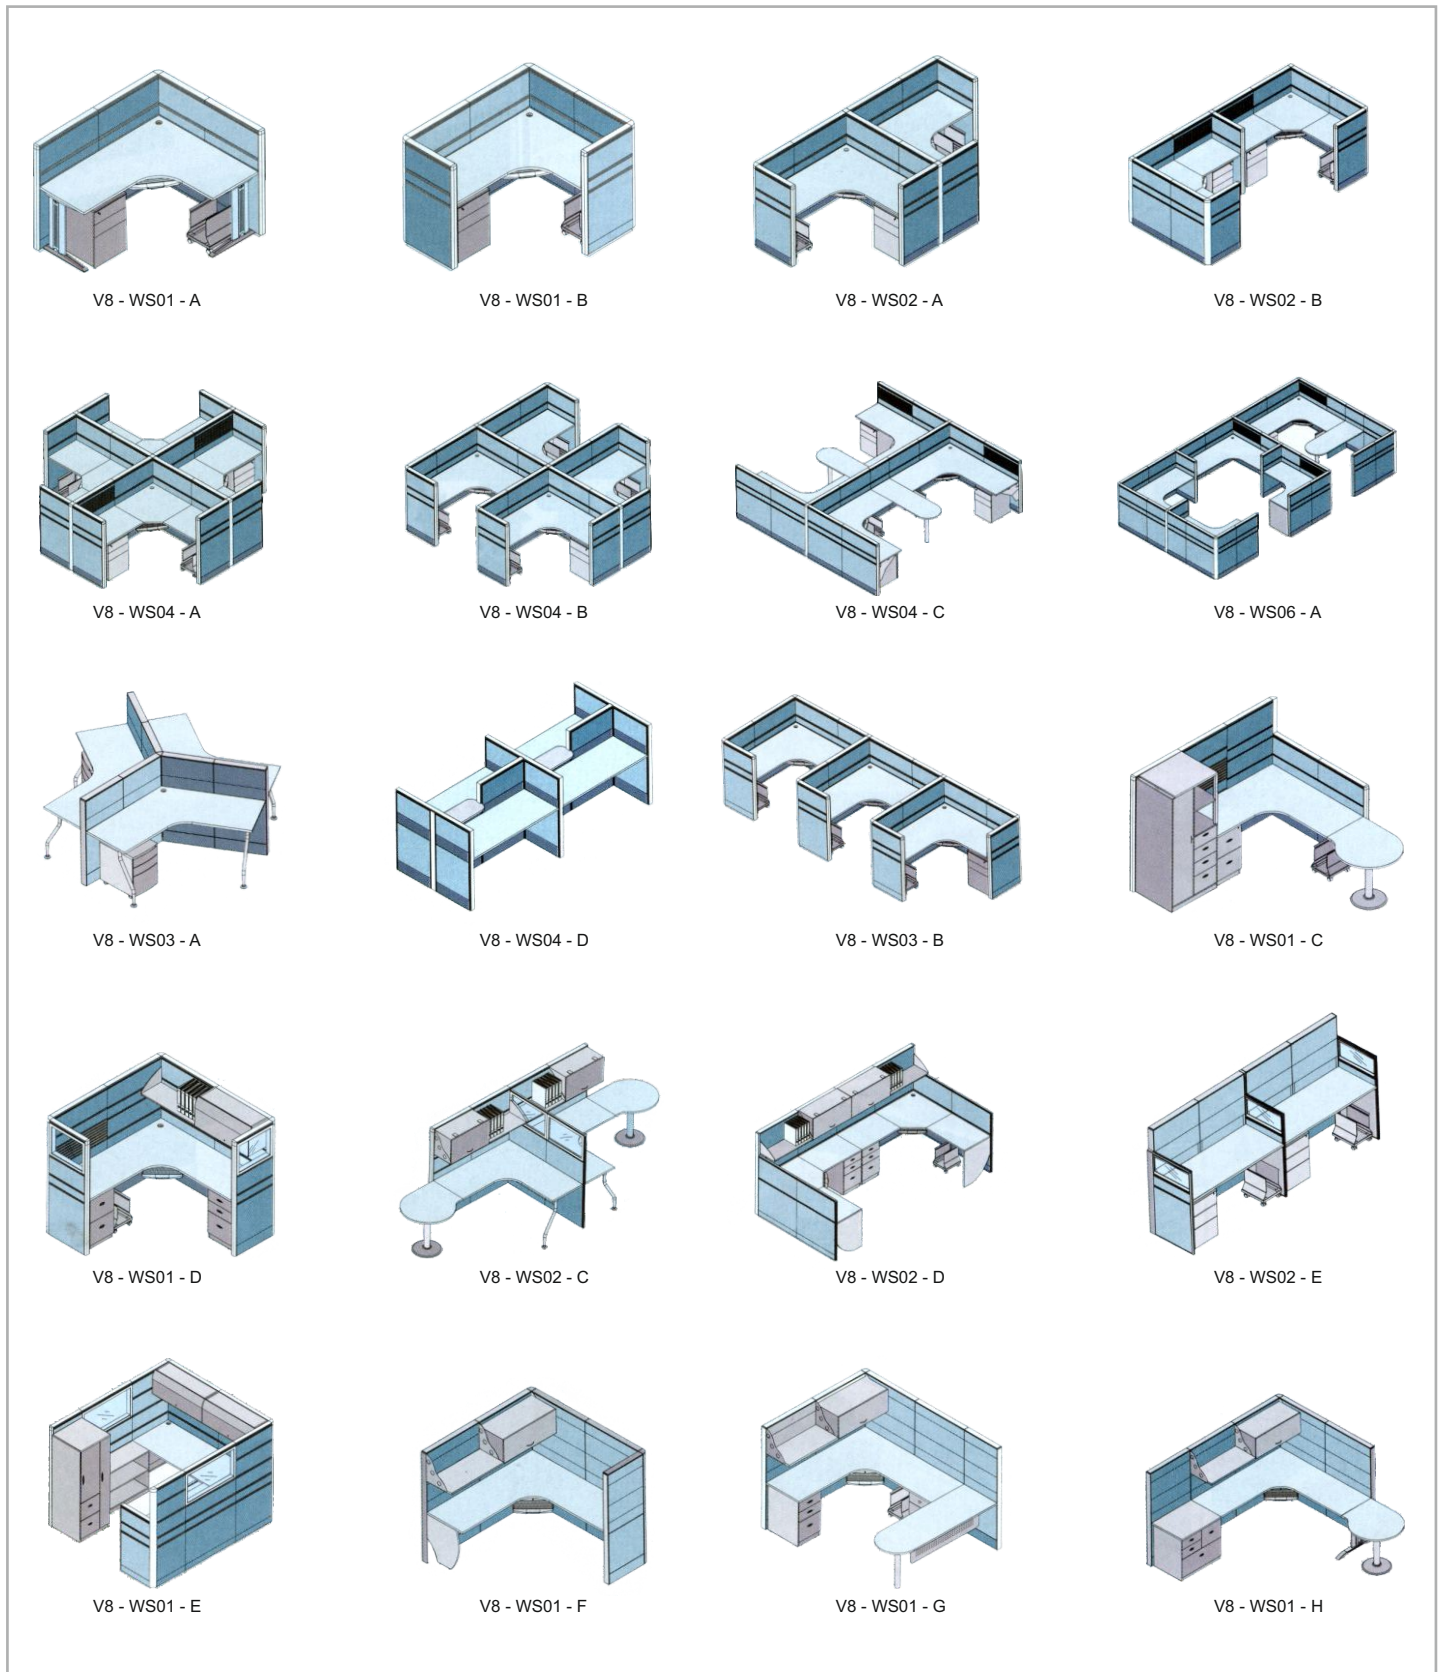 V8 - WS01 - A
V8 - WS01 - B
V8 - WS02 - A
V8 - WS02 - B
V8 - WS04 - A
V8 - WS04 - B
V8 - WS04 - C
V8 - WS06 - A
V8 - WS03 - A
V8 - WS04 - D
V8 - WS03 - B
V8 - WS01 - C
V8 - WS01 - D
V8 - WS02 - C
V8 - WS02 - D
V8 - WS02 - E
V8 - WS01 - E
V8 - WS01 - F
V8 - WS01 - G
V8 - WS01 - H